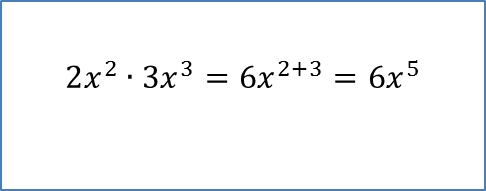 2x² · 3x³ = 6x²⁺³ = 6x⁵